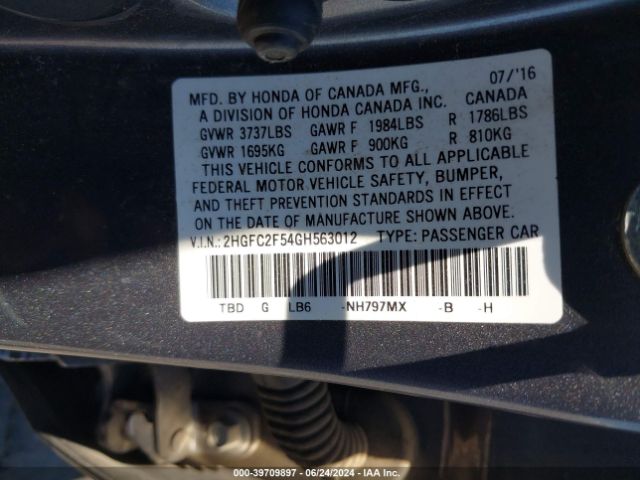 MFD. BY HONDA OF CANADA MFG., 07/'16
A DIVISION OF HONDA CANADA INC. CANADA
GVWR 3737LBS GAWR F 1984LBS R 1786LBS
GVWR 1695KG GAWR F 900KG R 810KG
THIS VEHICLE CONFORMS TO ALL APPLICABLE
FEDERAL MOTOR VEHICLE SAFETY, BUMPER,
AND THEFT PREVENTION STANDARDS IN EFFECT
ON THE DATE OF MANUFACTURE SHOWN ABOVE.
V.I.N.: 2HGFC2F54GH563012 TYPE: PASSENGER CAR
TBD G LB6 -NH797MX -B -H
000-39709897 - 06/24/2024 - IAA Inc.